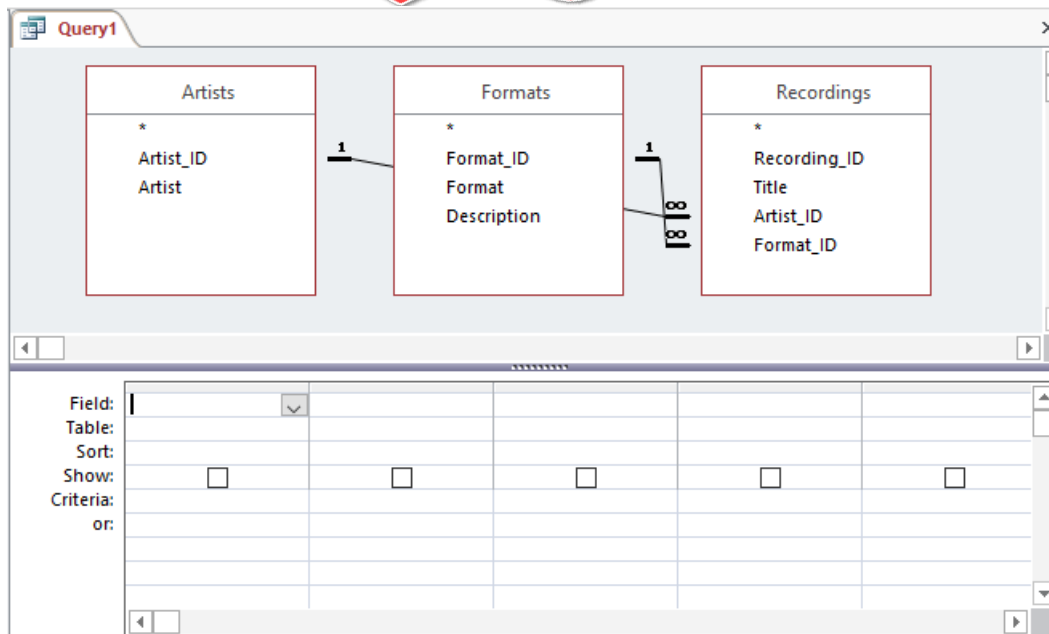 Query1
Artists
*
Artist_ID
Artist
1
Formats
*
Format_ID
Format
Description
1
∞
∞
Recordings
*
Recording_ID
Title
Artist_ID
Format_ID
Field:
Table:
Sort:
Show:
Criteria:
or: